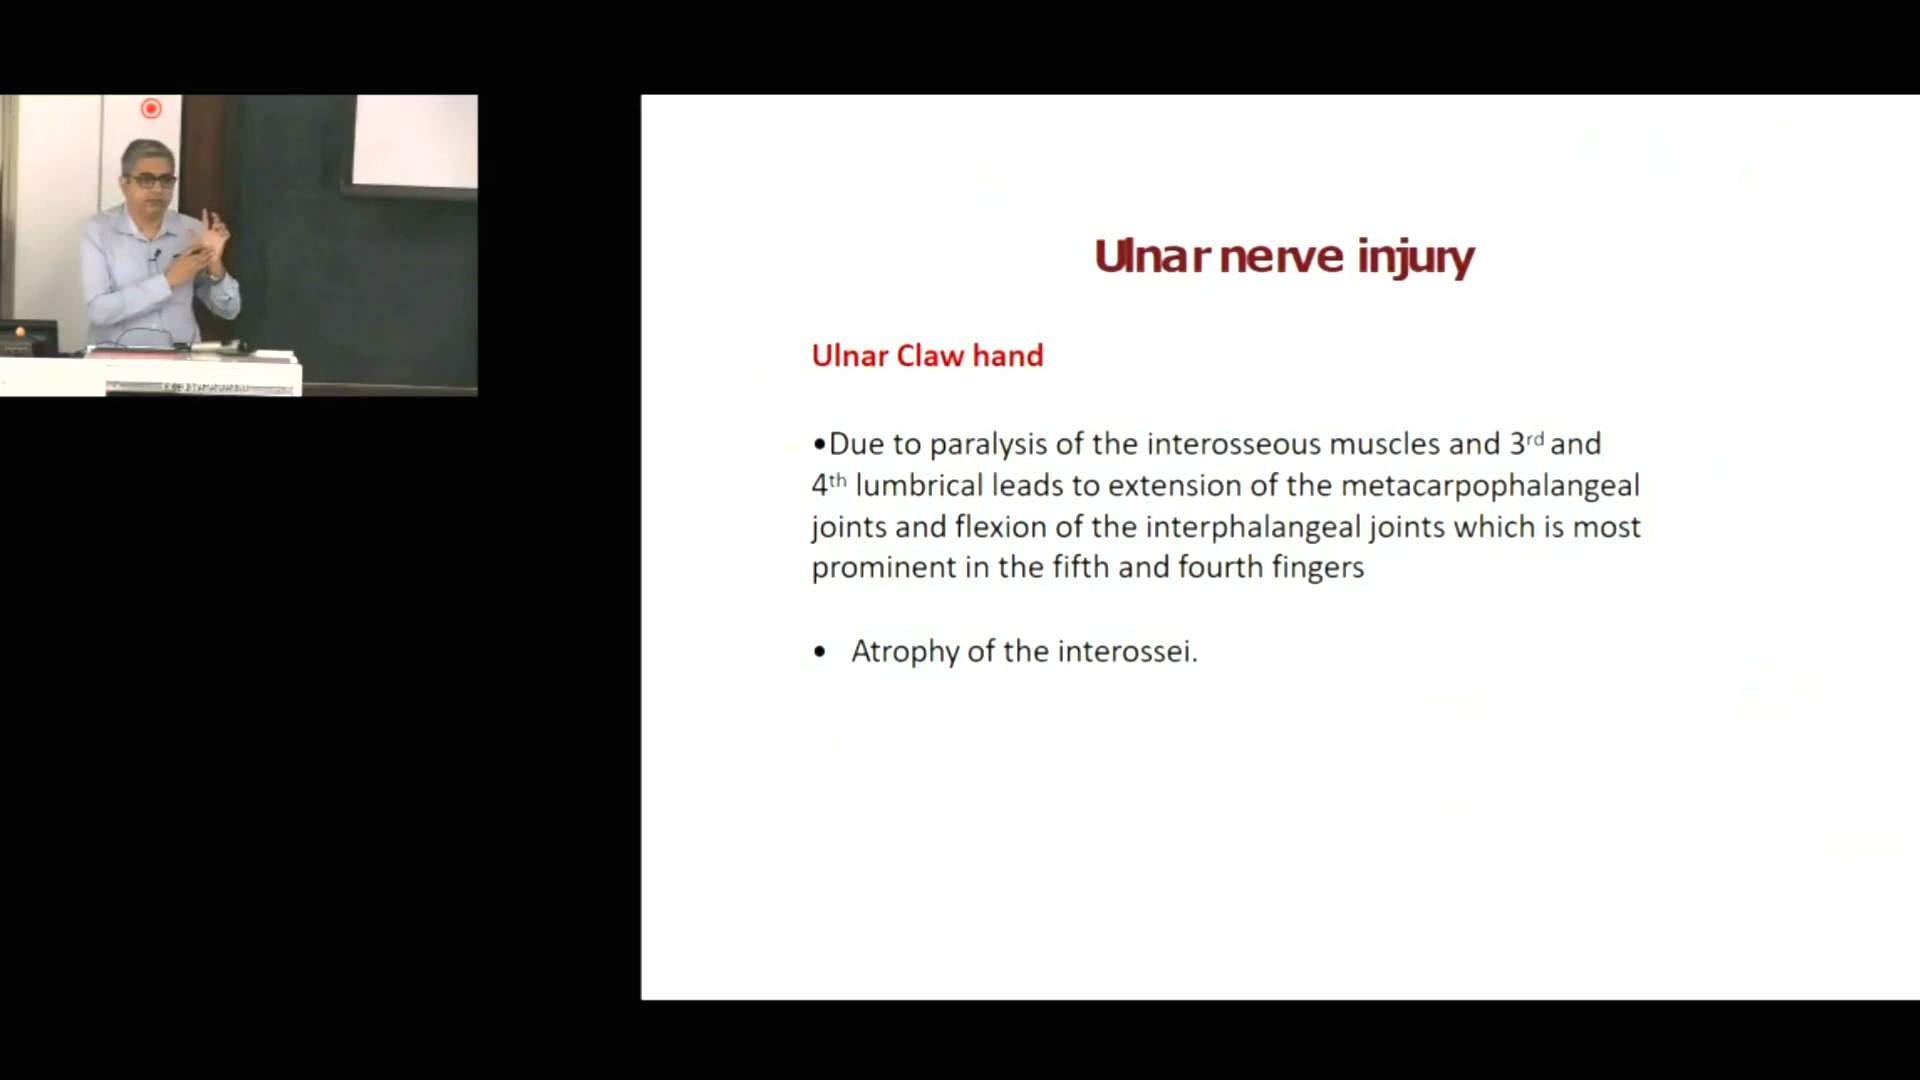 Ulnar nerve injury
Ulnar Claw hand
•Due to paralysis of the interosseous muscles and 3rd and
4th lumbrical leads to extension of the metacarpophalangeal
joints and flexion of the interphalangeal joints which is most
prominent in the fifth and fourth fingers
• Atrophy of the interossei.